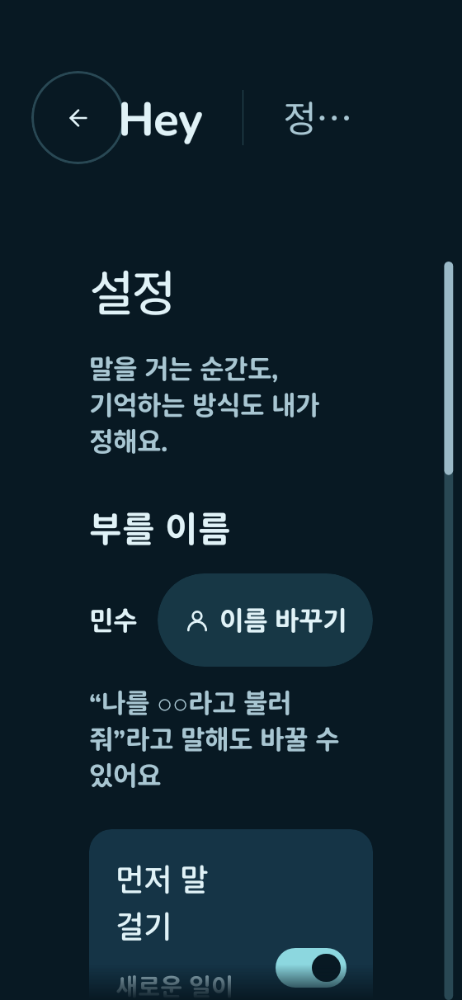 Hey
정…
설정
말을 거는 순간도,
기억하는 방식도 내가
정해요.
부를 이름
민수
이름 바꾸기
“나를 ○○라고 불러
줘”라고 말해도 바꿀 수
있어요
먼저 말
걸기
새로운 일이